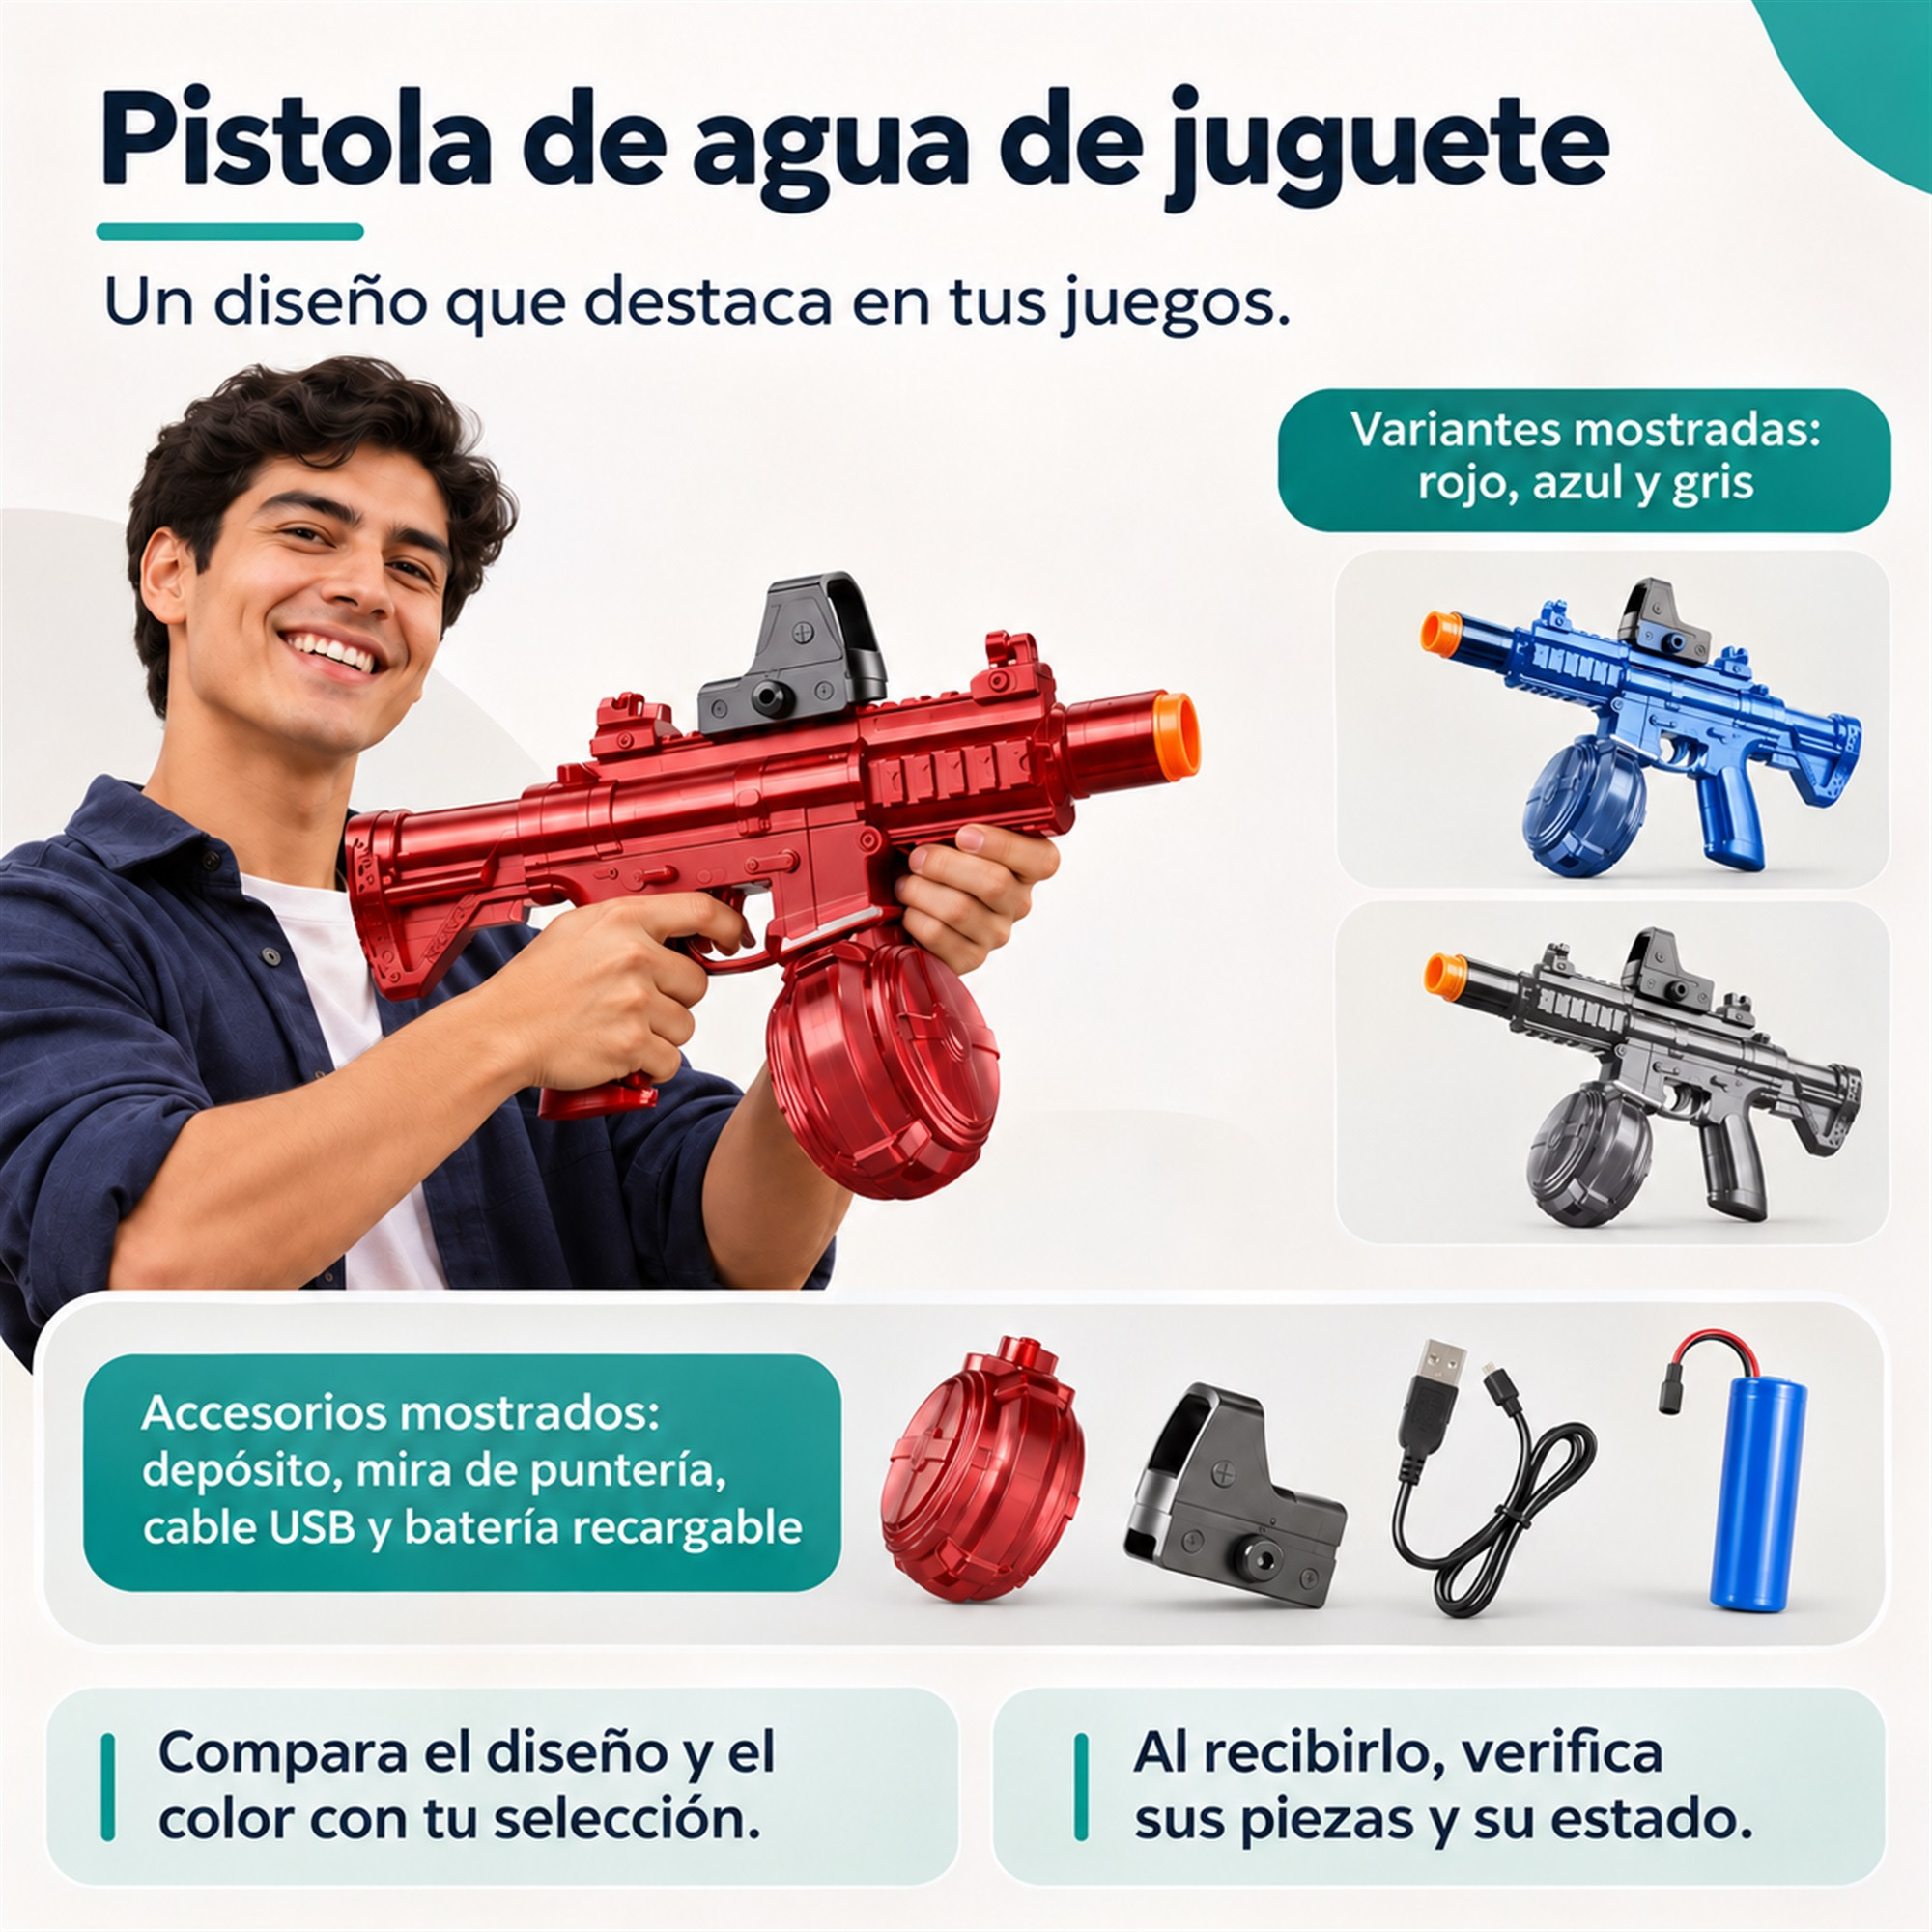 Pistola de agua de juguete
Un diseño que destaca en tus juegos.
Variantes mostradas:
rojo, azul y gris
Accesorios mostrados:
depósito, mira de puntería,
cable USB y batería recargable
Compara el diseño y el
color con tu selección.
Al recibirlo, verifica
sus piezas y su estado.